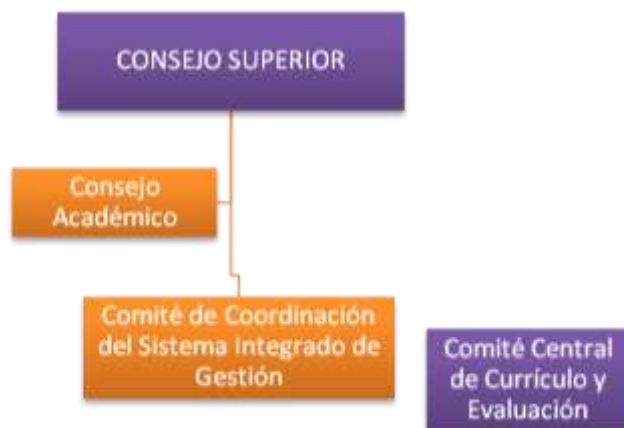 CONSEJO SUPERIOR
Consejo
Académico
Comité de Coordinación
del Sistema Integrado de
Gestión
Comité Central
de Currículo y
Evaluación